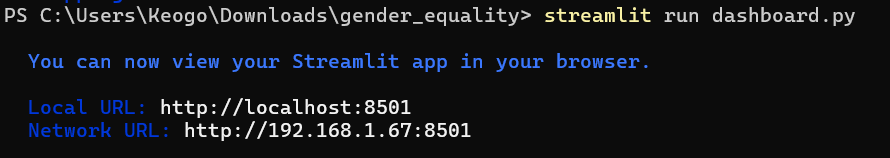 PS C:\Users\Keogo\Downloads\gender_equality> streamlit run dashboard.py
You can now view your Streamlit app in your browser.
Local URL: http://localhost:8501
Network URL: http://192.168.1.67:8501